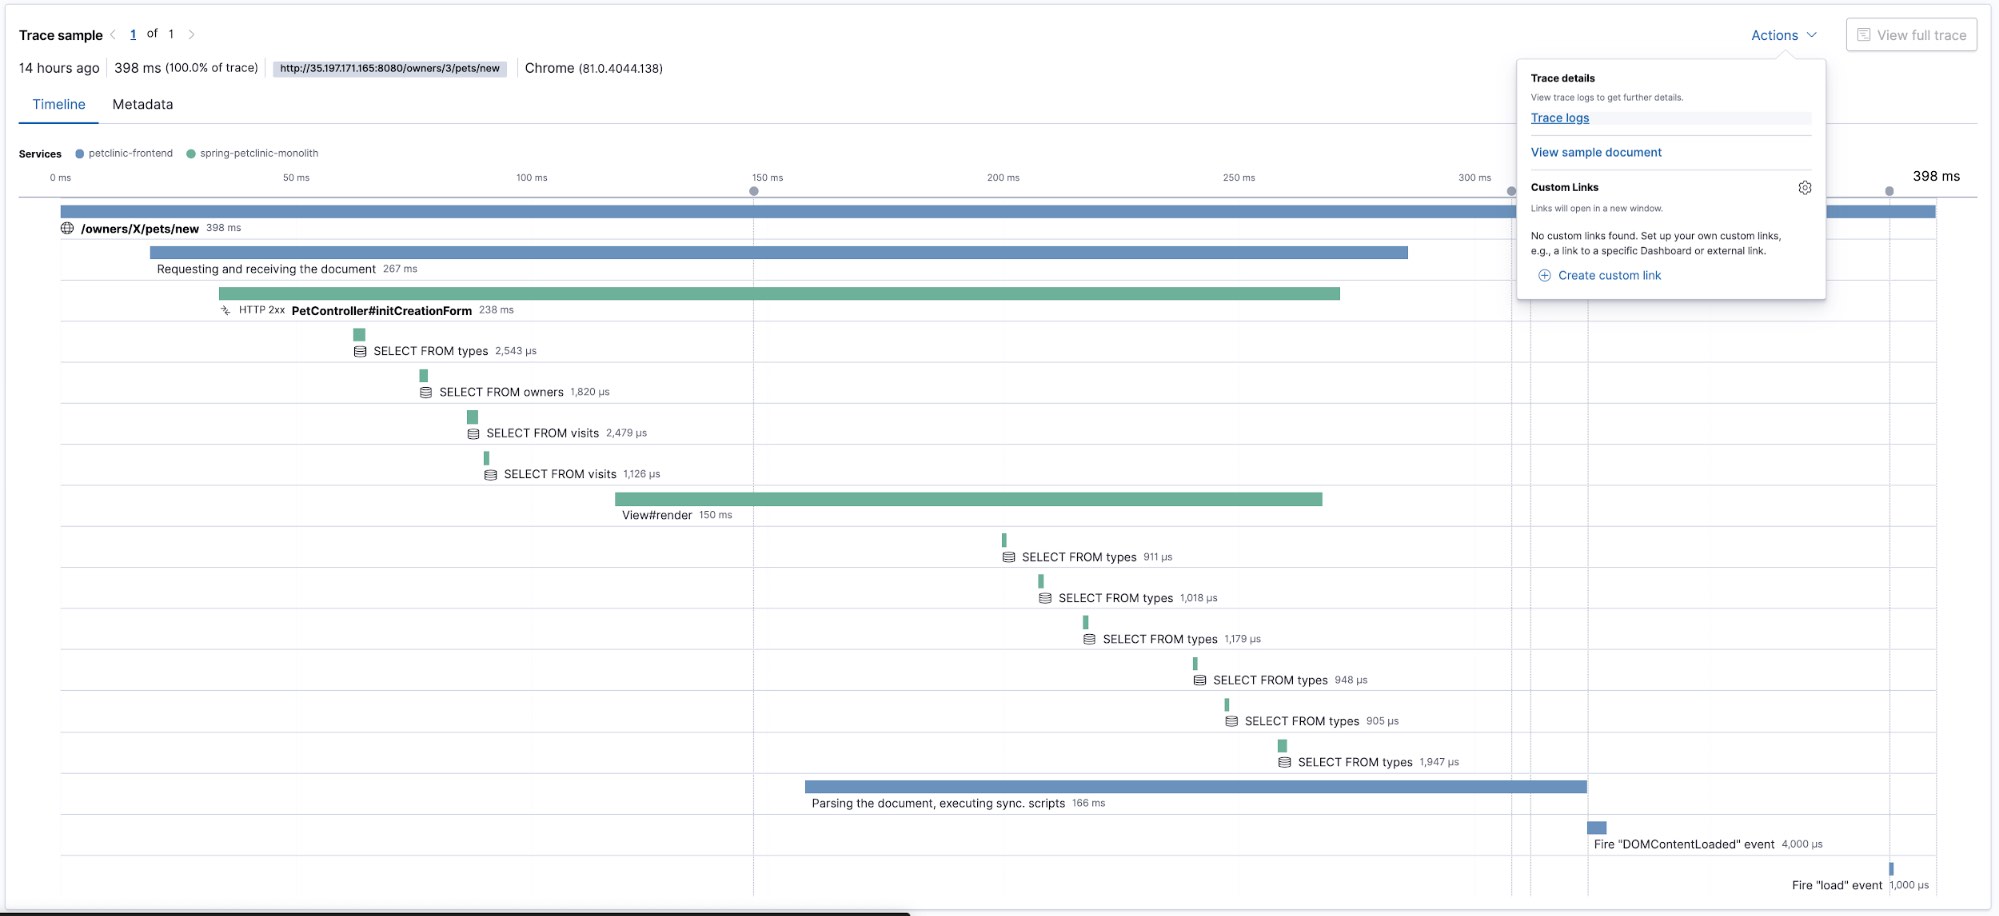 Trace sample 1 of 1
Actions
View full trace
14 hours ago 398 ms (100.0% of trace) http://35.197.171.165:8080/owners/3/pets/new Chrome (81.0.4044.138)
Timeline Metadata
Trace details
View trace logs to get further details.
Trace logs
View sample document
Custom Links
Links will open in a new window.
No custom links found. Set up your own custom links,
e.g., a link to a specific Dashboard or external link.
Create custom link
Services petclinic-frontend spring-petclinic-monolith
0 ms 50 ms 100 ms 150 ms 200 ms 250 ms 300 ms 398 ms
/owners/X/pets/new 398 ms
Requesting and receiving the document 267 ms
HTTP 2xx PetController#initCreationForm 238 ms
SELECT FROM types 2,543 μs
SELECT FROM owners 1,820 μs
SELECT FROM visits 2,479 μs
SELECT FROM visits 1,126 μs
View#render 150 ms
SELECT FROM types 911 μs
SELECT FROM types 1,018 μs
SELECT FROM types 1,179 μs
SELECT FROM types 948 μs
SELECT FROM types 905 μs
SELECT FROM types 1,947 μs
Parsing the document, executing sync. scripts 166 ms
Fire "DOMContentLoaded" event 4,000 μs
Fire "load" event 1,000 μs